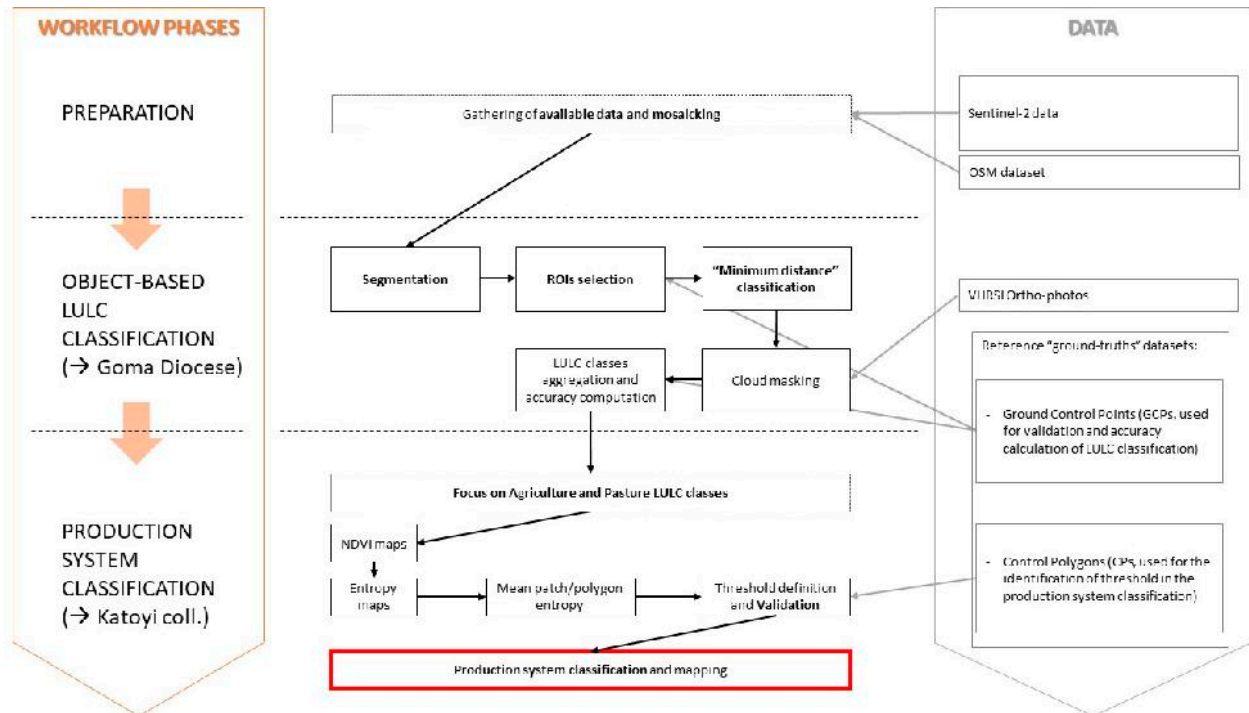 WORKFLOW PHASES
PREPARATION
OBJECT-BASED
LULC
CLASSIFICATION
(→ Goma Diocese)
PRODUCTION
SYSTEM
CLASSIFICATION
(→ Katoyi coll.)
Gathering of available data and mosaicking
Segmentation
ROIs selection
"Minimum distance"
classification
LULC classes
aggregation and
accuracy computation
Cloud masking
Focus on Agriculture and Pasture LULC classes
NDVI maps
Entropy
maps
Mean patch/polygon
entropy
Threshold definition
and Validation
Production system classification and mapping
DATA
Sentinel-2 data
OSM dataset
VHRSI Ortho-photos
Reference "ground-truths" datasets:
- Ground Control Points (GCPs, used
for validation and accuracy
calculation of LULC classification)
- Control Polygons (CPs, used for the
identification of threshold in the
production system classification)